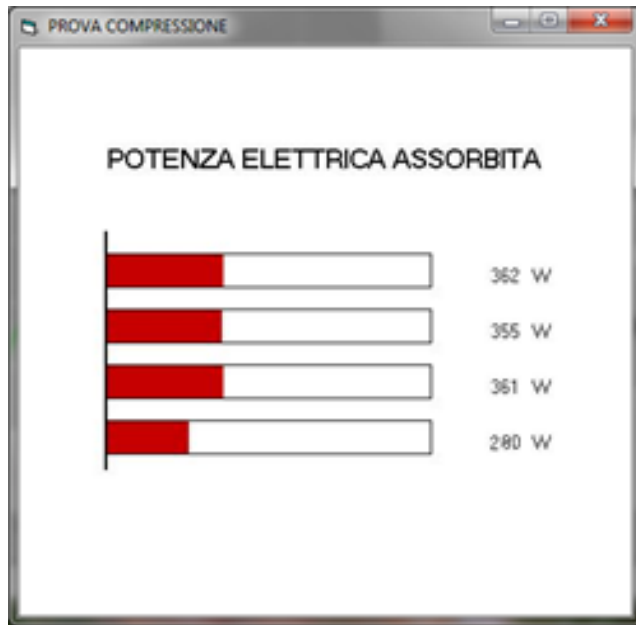 PROVA COMPRESSIONE
POTENZA ELETTRICA ASSORBITA
362 W
355 W
361 W
280 W